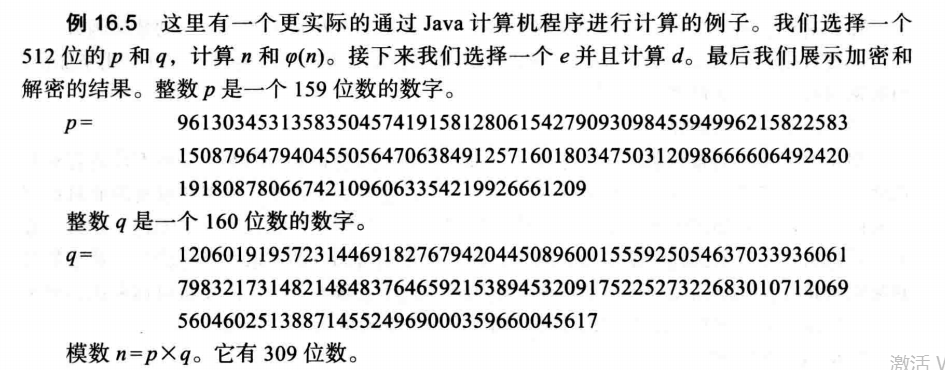 例 16.5 这里有一个更实际的通过 Java 计算机程序进行计算的例子。我们选择一个
512 位的 p 和 q，计算 n 和 φ(n)。接下来我们选择一个 e 并且计算 d。最后我们展示加密和
解密的结果。整数 p 是一个 159 位数的数字。
p= 961303453135835045741915812806154279093098455949962158225831
50879647940455056470638491257160180347503120986666064924201
91808780667421096063354219926661209
整数 q 是一个 160 位数的数字。
q= 12060191957231446918276794204450896001555925054637033936061
79832173148214848376465921538945320917522527322683010712069
5604602513887145524969000359660045617
模数 n=p×q。它有 309 位数。
激活